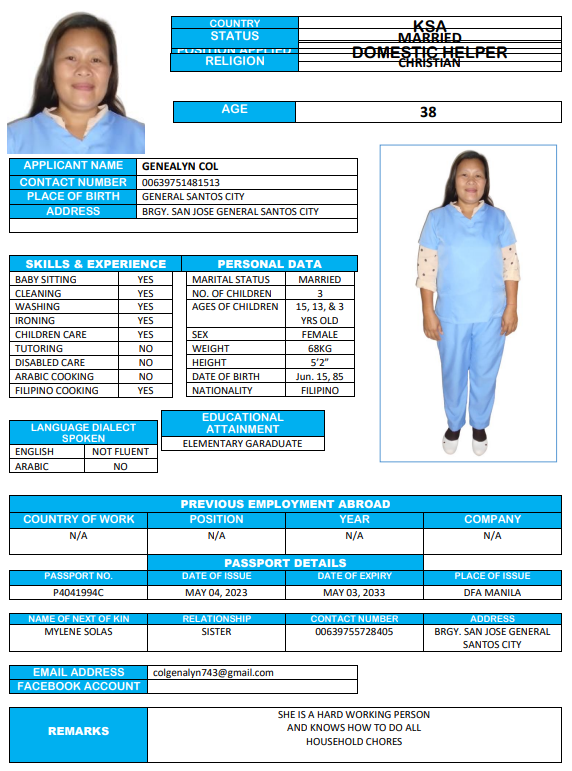 COUNTRY KSA
STATUS MARRIED
POSITION APPLIED DOMESTIC HELPER
RELIGION CHRISTIAN
AGE 38
APPLICANT NAME GENEALYN COL
CONTACT NUMBER 00639751481513
PLACE OF BIRTH GENERAL SANTOS CITY
ADDRESS BRGY. SAN JOSE GENERAL SANTOS CITY
SKILLS & EXPERIENCE PERSONAL DATA
BABY SITTING YES MARITAL STATUS MARRIED
CLEANING YES NO. OF CHILDREN 3
WASHING YES AGES OF CHILDREN 15, 13, & 3
IRONING YES YRS OLD
CHILDREN CARE YES SEX FEMALE
TUTORING NO WEIGHT 68KG
DISABLED CARE NO HEIGHT 5'2”
ARABIC COOKING NO DATE OF BIRTH Jun. 15, 85
FILIPINO COOKING YES NATIONALITY FILIPINO
LANGUAGE DIALECT
SPOKEN
ENGLISH NOT FLUENT
ARABIC NO
EDUCATIONAL
ATTAINMENT
ELEMENTARY GARADUATE
PREVIOUS EMPLOYMENT ABROAD
COUNTRY OF WORK POSITION YEAR COMPANY
N/A N/A N/A N/A
PASSPORT DETAILS
PASSPORT NO. DATE OF ISSUE DATE OF EXPIRY PLACE OF ISSUE
P4041994C MAY 04, 2023 MAY 03, 2033 DFA MANILA
NAME OF NEXT OF KIN RELATIONSHIP CONTACT NUMBER ADDRESS
MYLENE SOLAS SISTER 00639755728405 BRGY. SAN JOSE GENERAL
SANTOS CITY
EMAIL ADDRESS colgenalyn743@gmail.com
FACEBOOK ACCOUNT
REMARKS
SHE IS A HARD WORKING PERSON
AND KNOWS HOW TO DO ALL
HOUSEHOLD CHORES